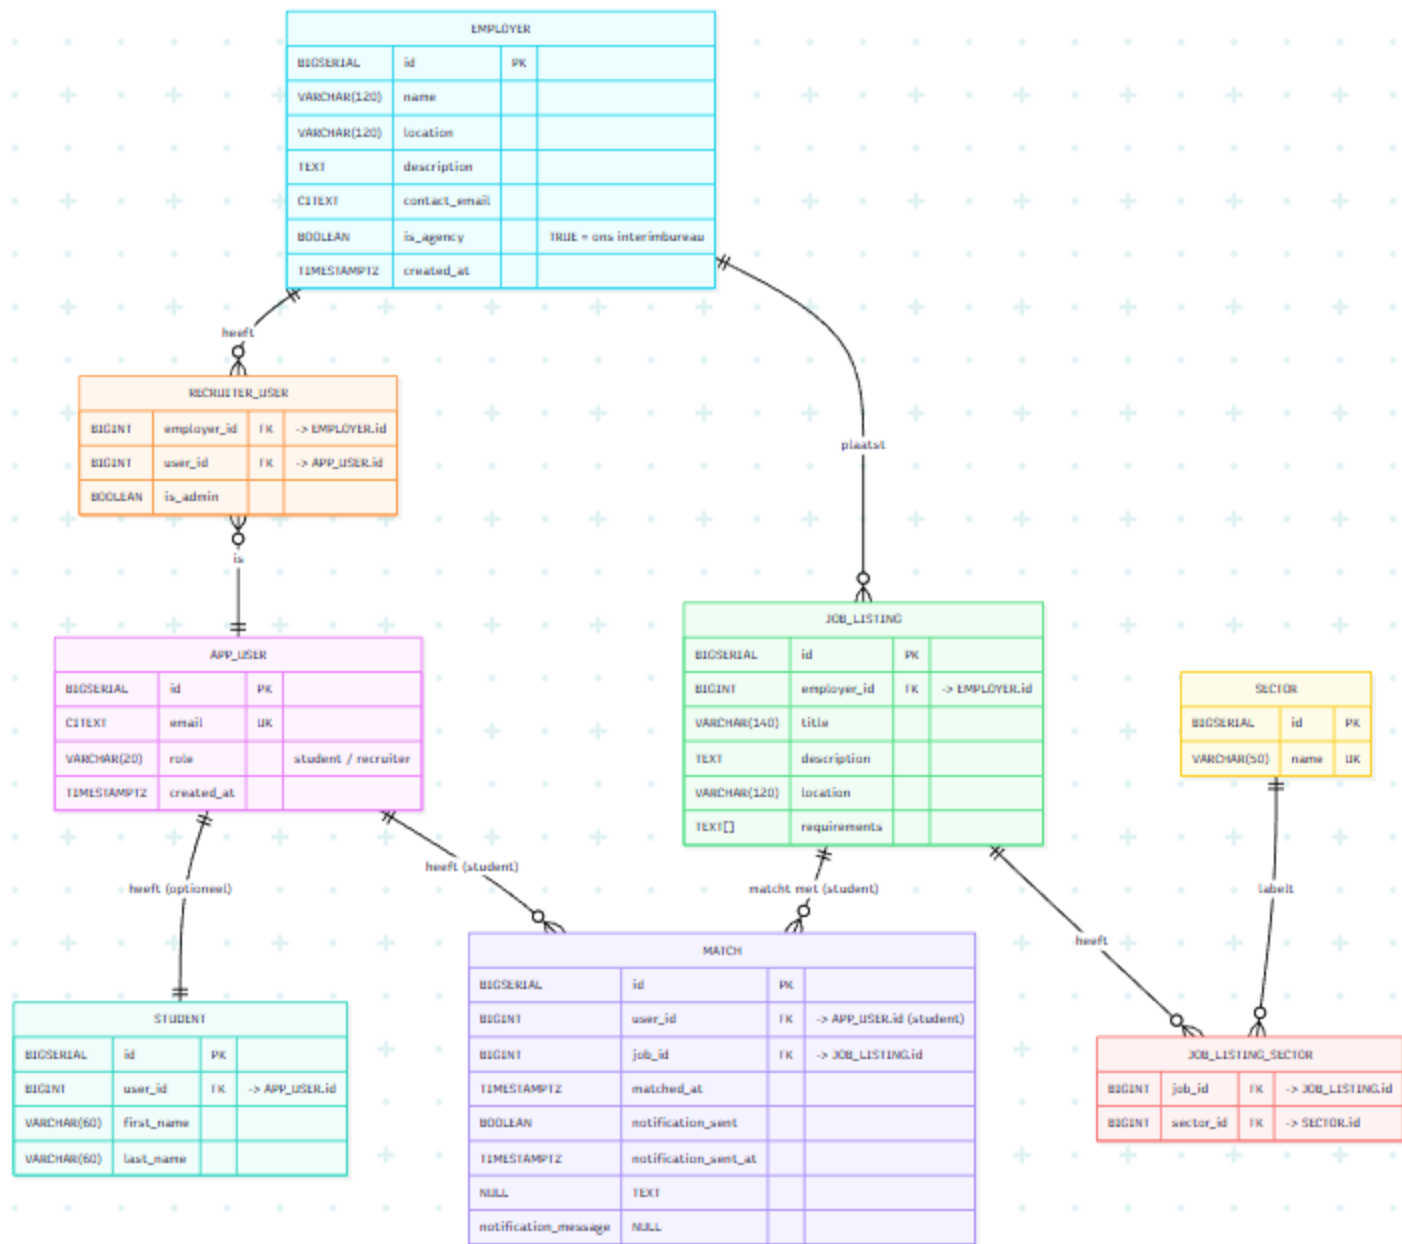 EMPLOYER
BIGSERIAL id PK
VARCHAR(120) name
VARCHAR(120) location
TEXT description
CITEXT contact_email
BOOLEAN is_agency TRUE = ons interimbureau
TIMESTAMPTZ created_at
heeft
plaatst
RECRUITER_USER
BIGINT employer_id FK -> EMPLOYER.id
BIGINT user_id FK -> APP_USER.id
BOOLEAN is_admin
is
APP_USER
BIGSERIAL id PK
CITEXT email UK
VARCHAR(20) role student / recruiter
TIMESTAMPTZ created_at
JOB_LISTING
BIGSERIAL id PK
BIGINT employer_id FK -> EMPLOYER.id
VARCHAR(140) title
TEXT description
VARCHAR(120) location
TEXT[] requirements
SECTOR
BIGSERIAL id PK
VARCHAR(50) name UK
heeft (optioneel)
heeft (student)
matcht met (student)
heeft
labelt
STUDENT
BIGSERIAL id PK
BIGINT user_id FK -> APP_USER.id
VARCHAR(60) first_name
VARCHAR(60) last_name
MATCH
BIGSERIAL id PK
BIGINT user_id FK -> APP_USER.id (student)
BIGINT job_id FK -> JOB_LISTING.id
TIMESTAMPTZ matched_at
BOOLEAN notification_sent
TIMESTAMPTZ notification_sent_at
NULL TEXT
notification_message NULL
JOB_LISTING_SECTOR
BIGINT job_id FK -> JOB_LISTING.id
BIGINT sector_id FK -> SECTOR.id